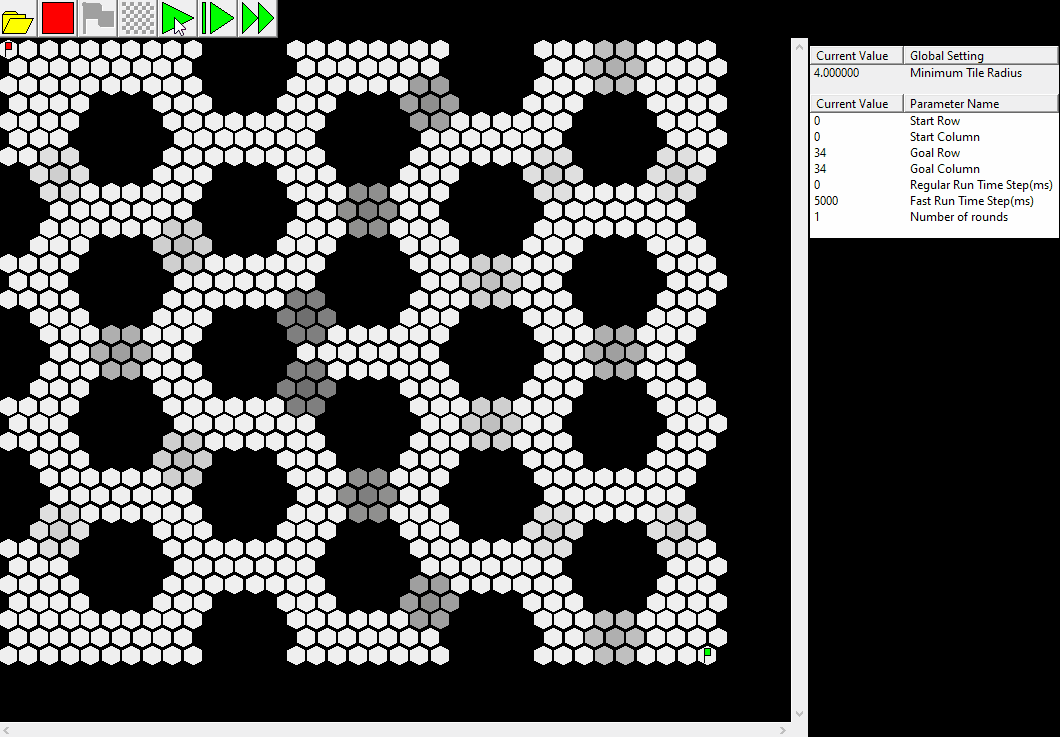 Current Value Global Setting
4.000000 Minimum Tile Radius
Current Value Parameter Name
0 Start Row
0 Start Column
34 Goal Row
34 Goal Column
0 Regular Run Time Step(ms)
5000 Fast Run Time Step(ms)
1 Number of rounds